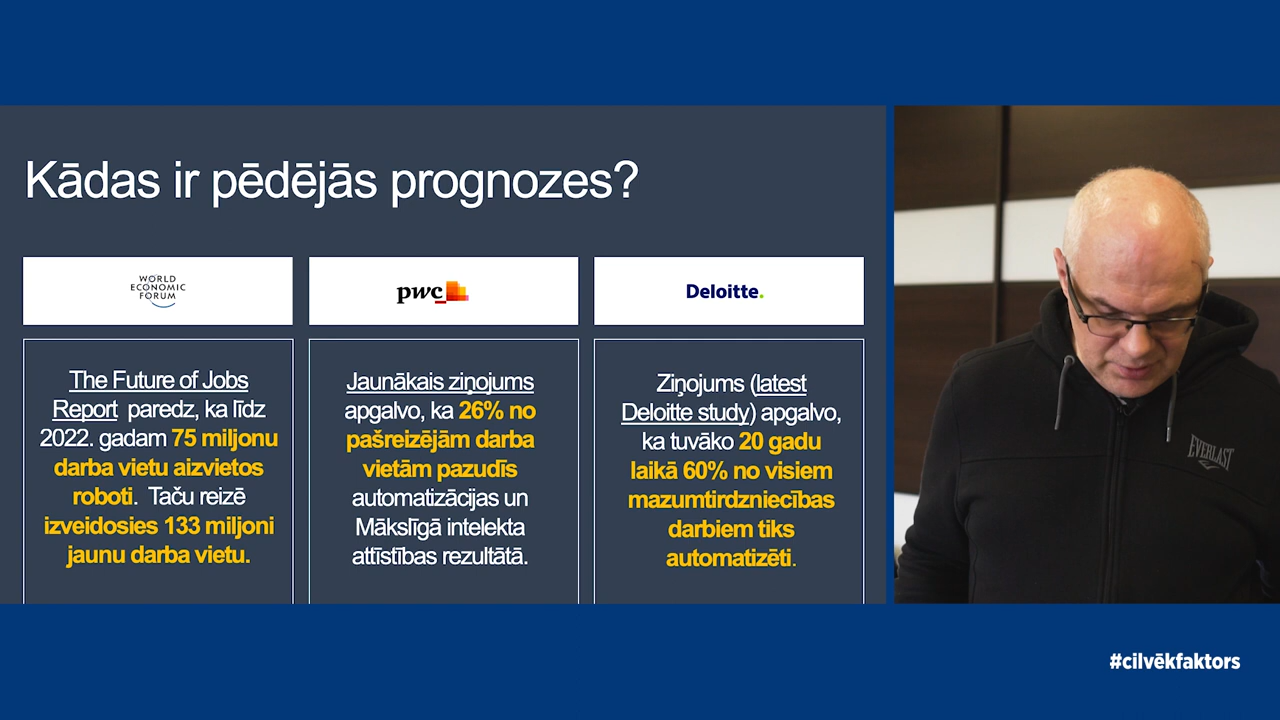 Kādas ir pēdējās prognozes?
WORLD
ECONOMIC
FORUM
pwc
Deloitte.
The Future of Jobs
Report paredz, ka līdz
2022. gadam 75 miljonu
darba vietu aizvietos
roboti. Taču reizē
izveidosies 133 miljoni
jaunu darba vietu.
Jaunākais ziņojums
apgalvo, ka 26% no
pašreizējām darba
vietām pazudīs
automatizācijas un
Mākslīgā intelekta
attīstības rezultātā.
Ziņojums (latest
Deloitte study) apgalvo,
ka tuvāko 20 gadu
laikā 60% no visiem
mazumtirdzniecības
darbiem tiks
automatizēti.
EVERLAST
#cilvēkfaktors